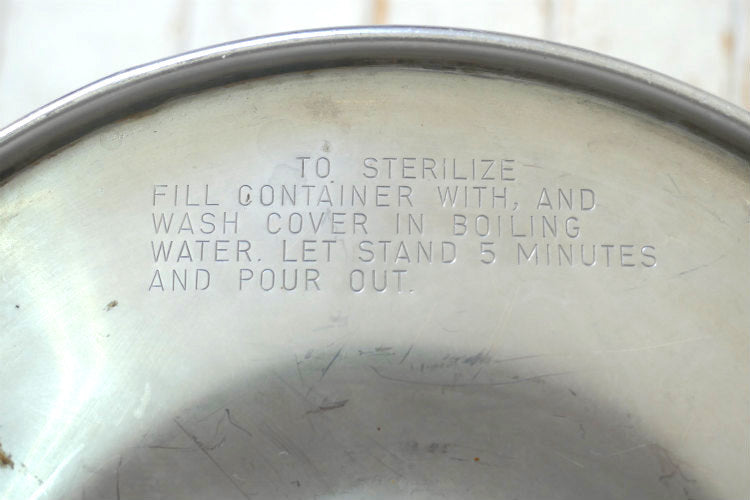 TO STERILIZE
FILL CONTAINER WITH, AND
WASH COVER IN BOILING
WATER. LET STAND 5 MINUTES
AND POUR OUT.